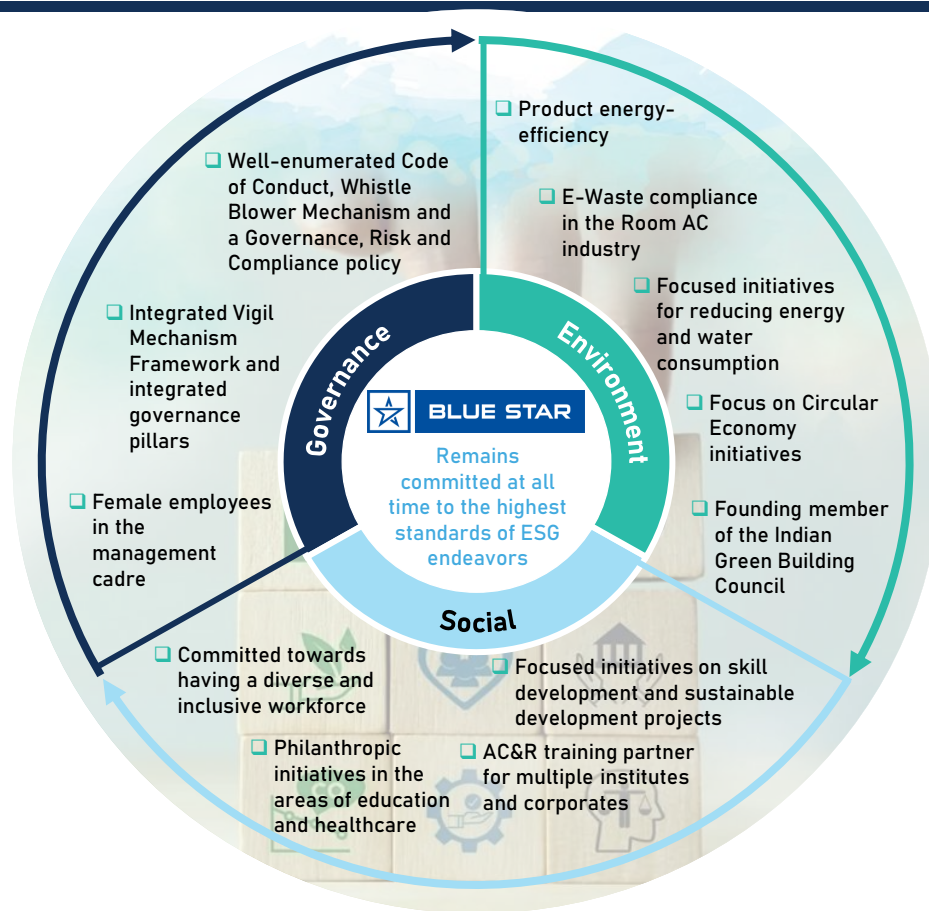 ❑ Product energy-
efficiency
❑ E-Waste compliance
in the Room AC
industry
❑ Focused initiatives
for reducing energy
and water
consumption
❑ Focus on Circular
Economy
initiatives
❑ Founding member
of the Indian
Green Building
Council
❑ Well-enumerated Code
of Conduct, Whistle
Blower Mechanism and
a Governance, Risk and
Compliance policy
❑ Integrated Vigil
Mechanism
Framework and
integrated
governance
pillars
❑ Female employees
in the
management
cadre
Governance
Environment
Social
BLUE STAR
Remains
committed at all
time to the highest
standards of ESG
endeavors
❑ Committed towards
having a diverse and
inclusive workforce
❑ Focused initiatives on skill
development and sustainable
development projects
❑ Philanthropic
initiatives in the
areas of education
and healthcare
❑ AC&R training partner
for multiple institutes
and corporates